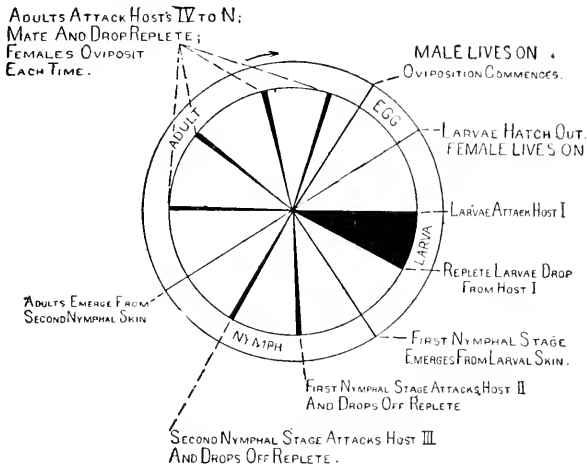 ADULTS ATTACK HOST'S IV TO N;
MATE AND DROP REPLETE;
FEMALES OVIPOSIT
EACH TIME.
MALE LIVES ON.
OVIPOSITION COMMENCES.
EGG
LARVAE HATCH OUT.
FEMALE LIVES ON
LARVAE ATTACK HOST I
LARVA
REPLETE LARVAE DROP
FROM HOST I
FIRST NYMPHAL STAGE
EMERGES FROM LARVAL SKIN.
FIRST NYMPHAL STAGE ATTACKS HOST II
AND DROPS OFF REPLETE
NYMPH
SECOND NYMPHAL STAGE ATTACKS HOST III
AND DROPS OFF REPLETE.
ADULTS EMERGE FROM
SECOND NYMPHAL SKIN
ADULT